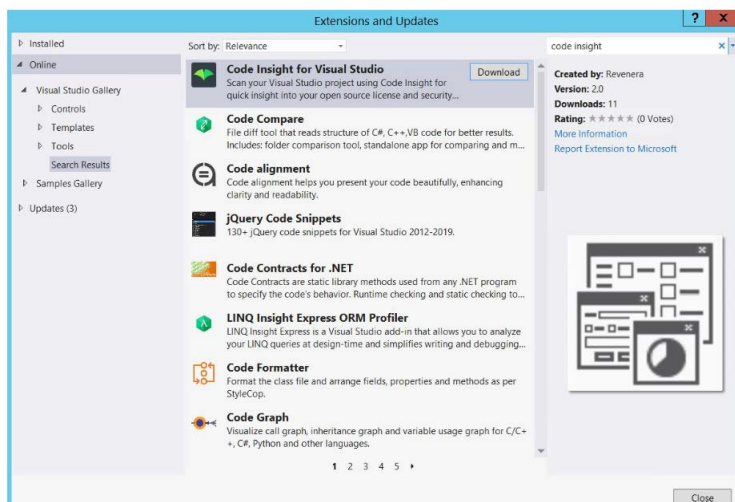 Extensions and Updates
? x
Installed
Sort by: Relevance
code insight
Online
Visual Studio Gallery
Controls
Templates
Tools
Search Results
Samples Gallery
Updates (3)
Code Insight for Visual Studio
Download
Scan your Visual Studio project using Code Insight for
quick insight into your open source license and security...
Code Compare
File diff tool that reads structure of C#, C++,VB code for better results.
Includes: folder comparison tool, standalone app for comparing and m...
Code alignment
Code alignment helps you present your code beautifully, enhancing
clarity and readability.
jQuery Code Snippets
130+ jQuery code snippets for Visual Studio 2012-2019.
Code Contracts for .NET
Code Contracts are static library methods used from any .NET program
to specify the code's behavior. Runtime checking and static checking to...
LINQ Insight Express ORM Profiler
LINQ Insight Express is a Visual Studio add-in that allows you to analyze
your LINQ queries at design-time and simplifies writing and debugging...
Code Formatter
Format the class file and arrange fields, properties and methods as per
StyleCop.
Code Graph
Visualize call graph, inheritance graph and variable usage graph for C/C+
+, C#, Python and other languages.
1 2 3 4 5
Created by: Revenera
Version: 2.0
Downloads: 11
Rating: ★★★★★ (0 Votes)
More Information
Report Extension to Microsoft
Close